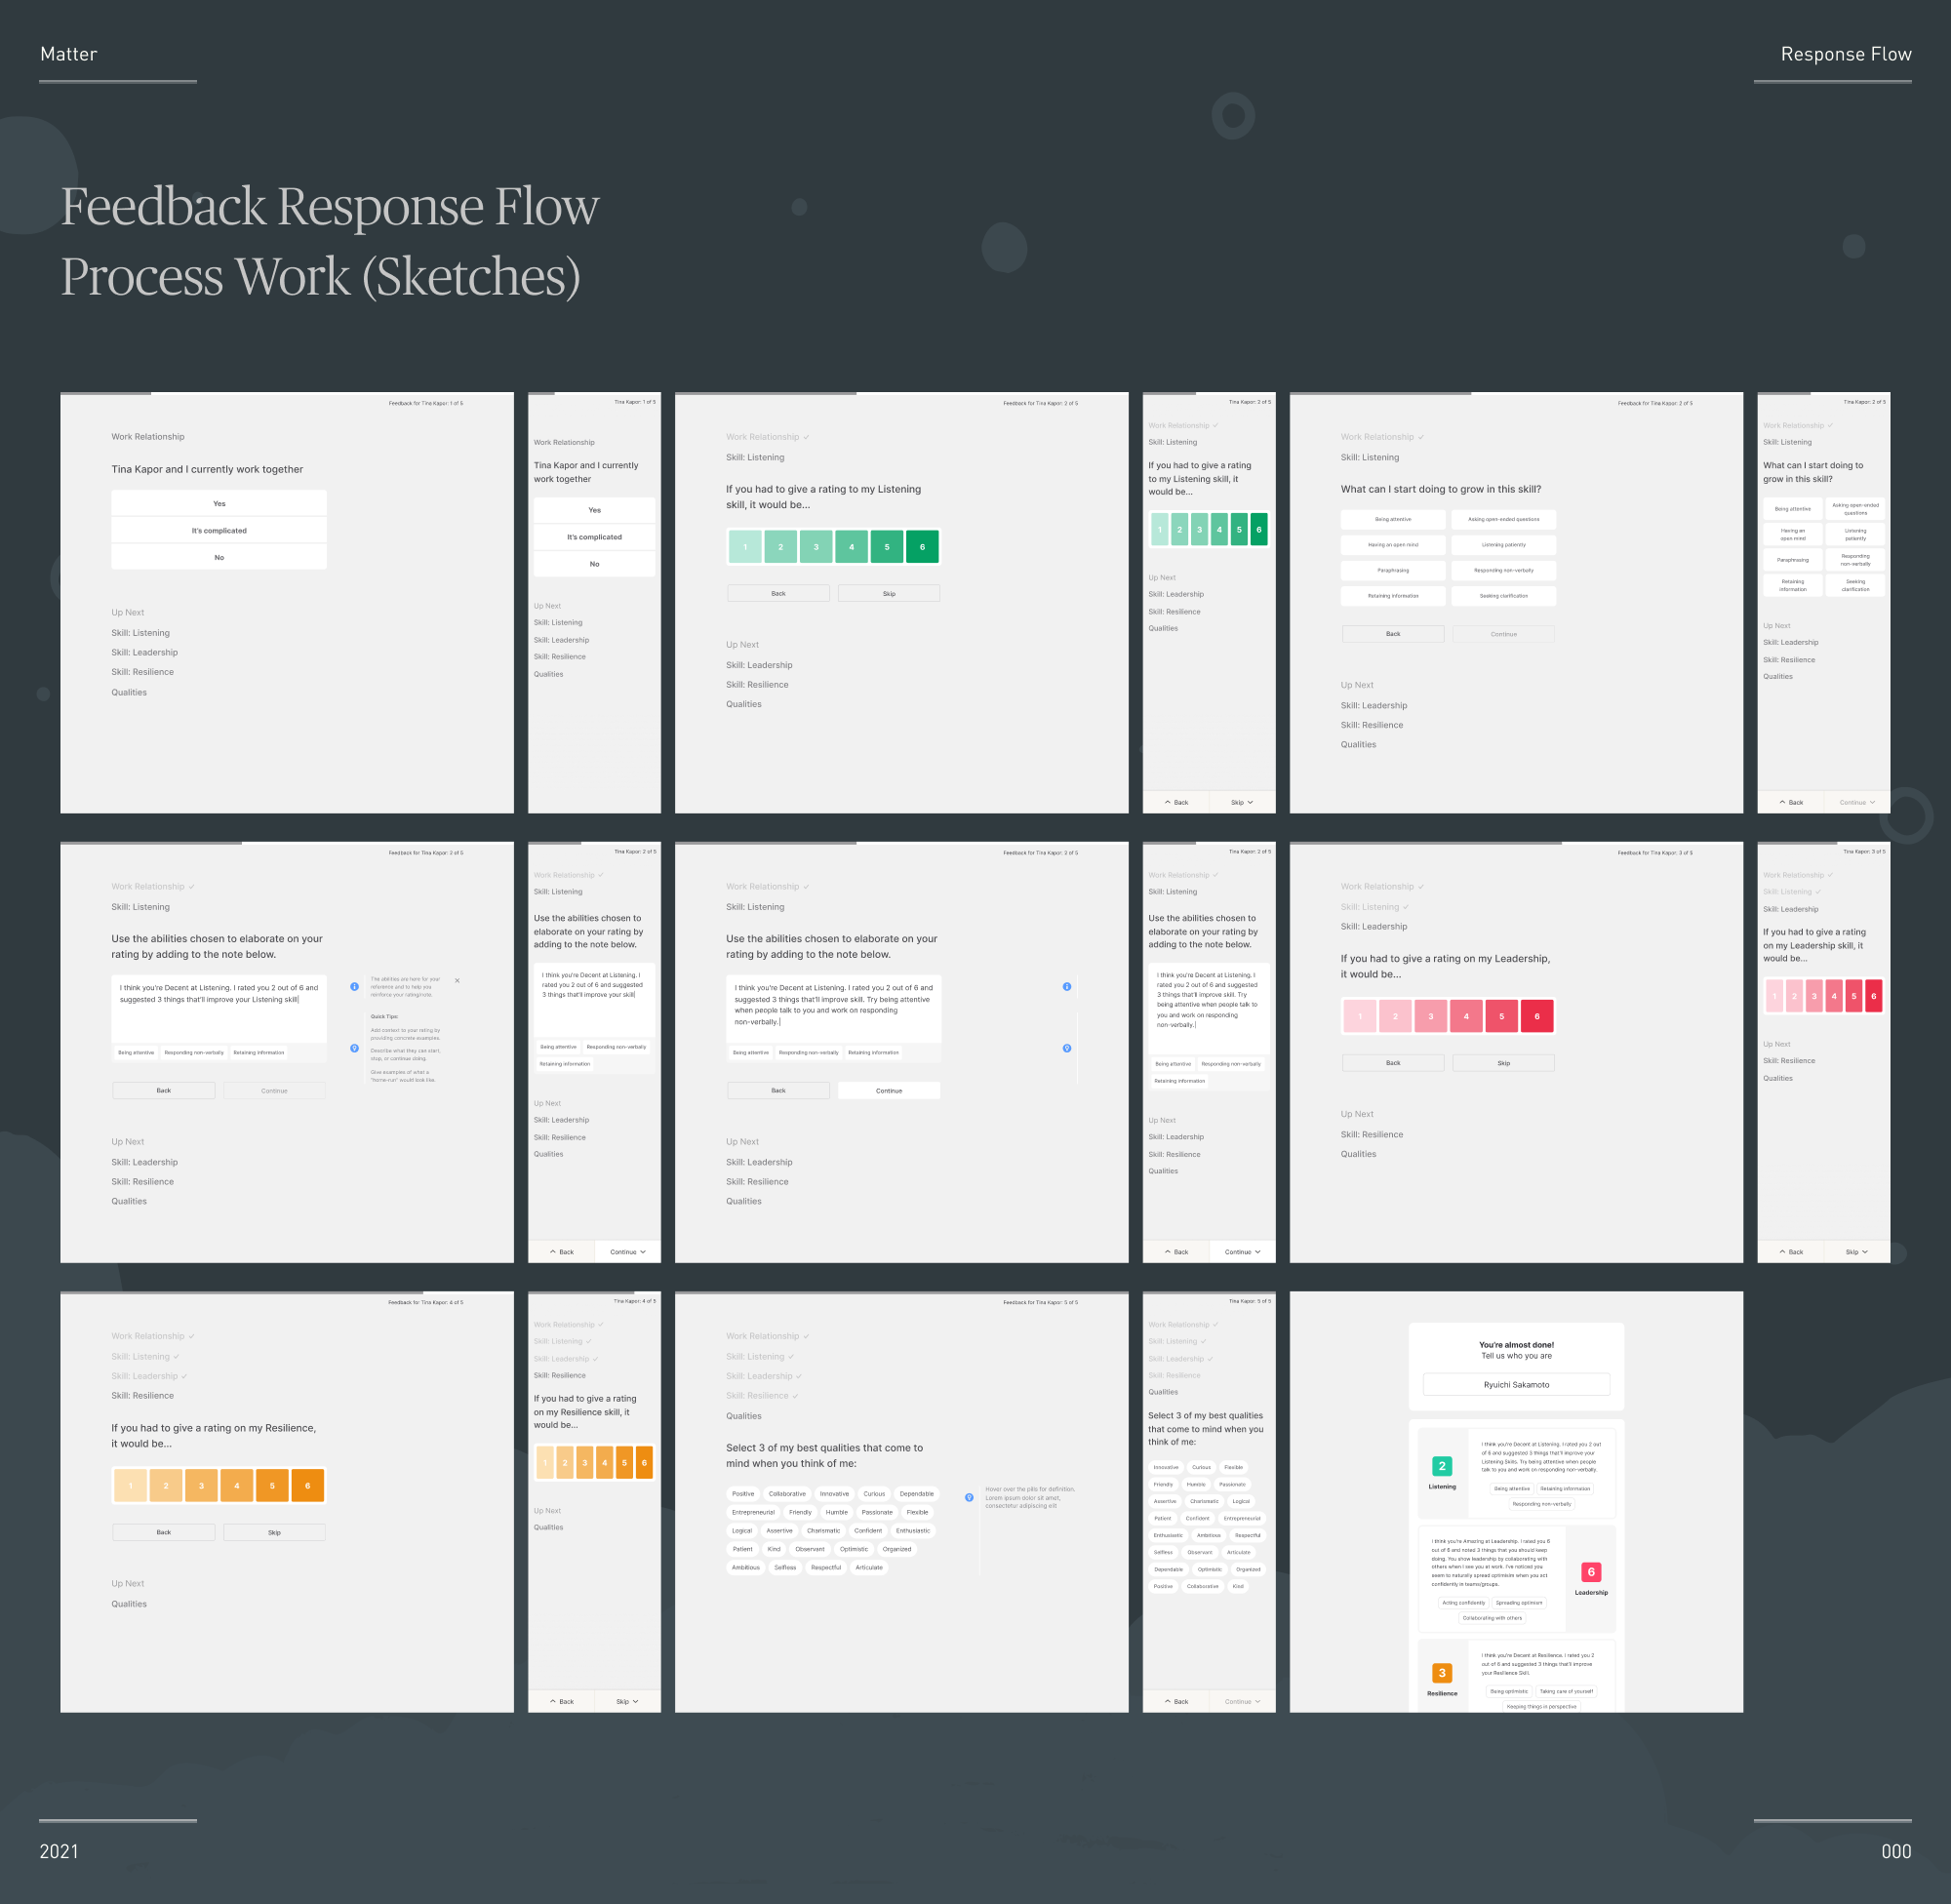 Matter
Response Flow
Feedback Response Flow
Process Work (Sketches)
Feedback for Tina Kapor: 1 of 5
Work Relationship
Tina Kapor and I currently work together
Yes
It's complicated
No
Up Next
Skill: Listening
Skill: Leadership
Skill: Resilience
Qualities
Tina Kapor: 1 of 5
Work Relationship
Tina Kapor and I currently
work together
Yes
It's complicated
No
Up Next
Skill: Listening
Skill: Leadership
Skill: Resilience
Qualities
Feedback for Tina Kapor: 2 of 5
Work Relationship ✓
Skill: Listening
If you had to give a rating to my Listening
skill, it would be...
1 2 3 4 5 6
Back Skip
Up Next
Skill: Leadership
Skill: Resilience
Qualities
Tina Kapor: 2 of 5
Work Relationship ✓
Skill: Listening
If you had to give a rating
to my Listening skill, it
would be...
1 2 3 4 5 6
Up Next
Skill: Leadership
Skill: Resilience
Qualities
Back Skip
Feedback for Tina Kapor: 2 of 5
Work Relationship ✓
Skill: Listening
What can I start doing to grow in this skill?
Being attentive Asking open-ended questions
Having an open mind Listening patiently
Paraphrasing Responding non-verbally
Retaining information Seeking clarification
Back Continue
Up Next
Skill: Leadership
Skill: Resilience
Qualities
Tina Kapor: 2 of 5
Work Relationship ✓
Skill: Listening
What can I start doing to
grow in this skill?
Being attentive
Asking open-ended
questions
Having an
open mind
Listening
patiently
Paraphrasing
Responding
non-verbally
Retaining
information
Seeking
clarification
Up Next
Skill: Leadership
Skill: Resilience
Qualities
Back Continue
Feedback for Tina Kapor: 2 of 5
Work Relationship ✓
Skill: Listening
Use the abilities chosen to elaborate on your
rating by adding to the note below.
I think you're Decent at Listening. I rated you 2 out of 6 and
suggested 3 things that'll improve your Listening skill
Being attentive Responding non-verbally Retaining information
The abilities are here for your
reference and to help you
reinforce your rating/note.
Quick Tips:
Add context to your rating by
providing concrete examples.
Describe what they can start,
stop, or continue doing.
Give examples of what a
"home-run" would look like.
Back Continue
Up Next
Skill: Leadership
Skill: Resilience
Qualities
Tina Kapor: 2 of 5
Work Relationship ✓
Skill: Listening
Use the abilities chosen to
elaborate on your rating by
adding to the note below.
I think you're Decent at Listening. I
rated you 2 out of 6 and suggested
3 things that'll improve your skill
Being attentive Responding non-verbally
Retaining information
Up Next
Skill: Leadership
Skill: Resilience
Qualities
Back Continue
Feedback for Tina Kapor: 3 of 5
Work Relationship ✓
Skill: Listening
Use the abilities chosen to elaborate on your
rating by adding to the note below.
I think you're Decent at Listening. I rated you 2 out of 6 and
suggested 3 things that'll improve skill. Try being attentive
when people talk to you and work on responding
non-verbally.
Being attentive Responding non-verbally Retaining information
Back Continue
Up Next
Skill: Leadership
Skill: Resilience
Qualities
Tina Kapor: 2 of 5
Work Relationship ✓
Skill: Listening
Use the abilities chosen to
elaborate on your rating by
adding to the note below.
I think you're Decent at Listening. I
rated you 2 out of 6 and suggested
3 things that'll improve skill. Try
being attentive when people talk to
you and work on responding
non-verbally.
Being attentive Responding non-verbally
Retaining information
Up Next
Skill: Leadership
Skill: Resilience
Qualities
Back Continue
Feedback for Tina Kapor: 3 of 5
Work Relationship ✓
Skill: Listening ✓
Skill: Leadership
If you had to give a rating on my Leadership,
it would be...
1 2 3 4 5 6
Back Skip
Up Next
Skill: Resilience
Qualities
Tina Kapor: 3 of 5
Work Relationship ✓
Skill: Listening ✓
Skill: Leadership
If you had to give a rating
on my Leadership skill, it
would be...
1 2 3 4 5 6
Up Next
Skill: Resilience
Qualities
Back Skip
Feedback for Tina Kapor: 4 of 5
Work Relationship ✓
Skill: Listening ✓
Skill: Leadership ✓
Skill: Resilience
If you had to give a rating on my Resilience,
it would be...
1 2 3 4 5 6
Back Skip
Up Next
Qualities
Tina Kapor: 4 of 5
Work Relationship ✓
Skill: Listening ✓
Skill: Leadership ✓
Skill: Resilience
If you had to give a rating
on my Resilience skill, it
would be...
1 2 3 4 5 6
Up Next
Qualities
Back Skip
Feedback for Tina Kapor: 5 of 5
Work Relationship ✓
Skill: Listening ✓
Skill: Leadership ✓
Skill: Resilience ✓
Qualities
Select 3 of my best qualities that come to
mind when you think of me:
Positive Collaborative Innovative Curious Dependable
Entrepreneurial Friendly Humble Passionate Flexible
Logical Assertive Charismatic Confident Enthusiastic
Patient Kind Observant Optimistic Organized
Ambitious Selfless Respectful Articulate
Hover over the pills for definition.
Lorem ipsum dolor sit amet,
consectetur adipiscing elit
Tina Kapor: 5 of 5
Work Relationship ✓
Skill: Listening ✓
Skill: Leadership ✓
Skill: Resilience
Qualities
Select 3 of my best qualities
that come to mind when you
think of me:
Innovative Curious Flexible
Friendly Humble Passionate
Assertive Charismatic Logical
Patient Confident Entrepreneurial
Enthusiastic Ambitious Respectful
Selfless Observant Articulate
Dependable Optimistic Organized
Positive Collaborative Kind
Back Continue
You're almost done!
Tell us who you are
Ryuichi Sakamoto
2
Listening
I think you're Decent at Listening. I rated you 2 out
of 6 and suggested 3 things that'll improve your
Listening Skills. Try being attentive when people
talk to you and work on responding non-verbally.
Being attentive Retaining information
Responding non-verbally
I think you're Amazing at Leadership. I rated you 6
out of 6 and noted 3 things that you should keep
doing. You show leadership by collaborating with
others when I see you at work. I've noticed you
seem to naturally spread optimism when you act
confidently in teams/groups.
Acting confidently Spreading optimism
Collaborating with others
6
Leadership
3
Resilience
I think you're Decent at Resilience. I rated you 2
out of 6 and suggested 3 things that'll improve
your Resilience Skill.
Being optimistic Taking care of yourself
Keeping things in perspective
2021
000